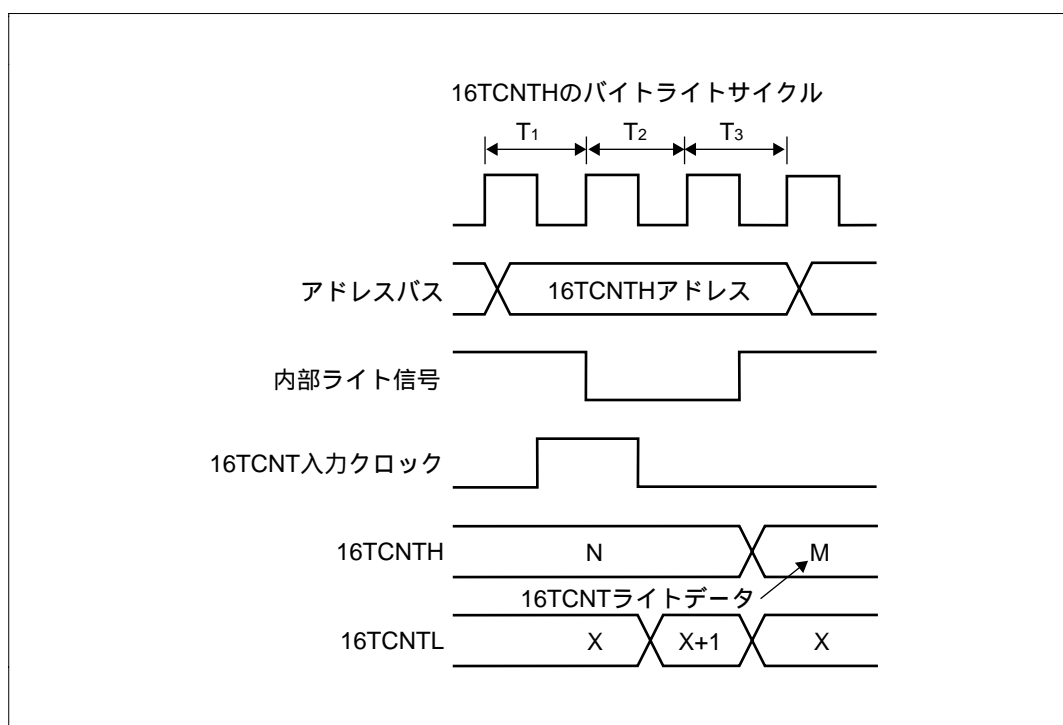 16TCNTHのバイトライトサイクル
T1 T2 T3
アドレスバス 16TCNTHアドレス
内部ライト信号
16TCNT入力クロック
16TCNTH N M
16TCNTライトデータ
16TCNTL X X+1 X